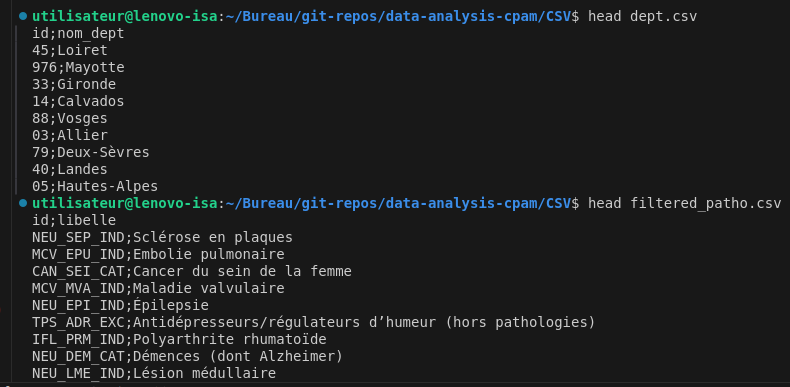 utilisateur@lenovo-isa:~/Bureau/git-repos/data-analysis-cpam/CSV$ head dept.csv
id;nom_dept
45;Loiret
976;Mayotte
33;Gironde
14;Calvados
88;Vosges
03;Allier
79;Deux-Sèvres
40;Landes
05;Hautes-Alpes
utilisateur@lenovo-isa:~/Bureau/git-repos/data-analysis-cpam/CSV$ head filtered_patho.csv
id;libelle
NEU_SEP_IND;Sclérose en plaques
MCV_EPU_IND;Embolie pulmonaire
CAN_SEI_CAT;Cancer du sein de la femme
MCV_MVA_IND;Maladie valvulaire
NEU_EPI_IND;Épilepsie
TPS_ADR_EXC;Antidépresseurs/régulateurs d’humeur (hors pathologies)
IFL_PRM_IND;Polyarthrite rhumatoïde
NEU_DEM_CAT;Démences (dont Alzheimer)
NEU_LME_IND;Lésion médullaire